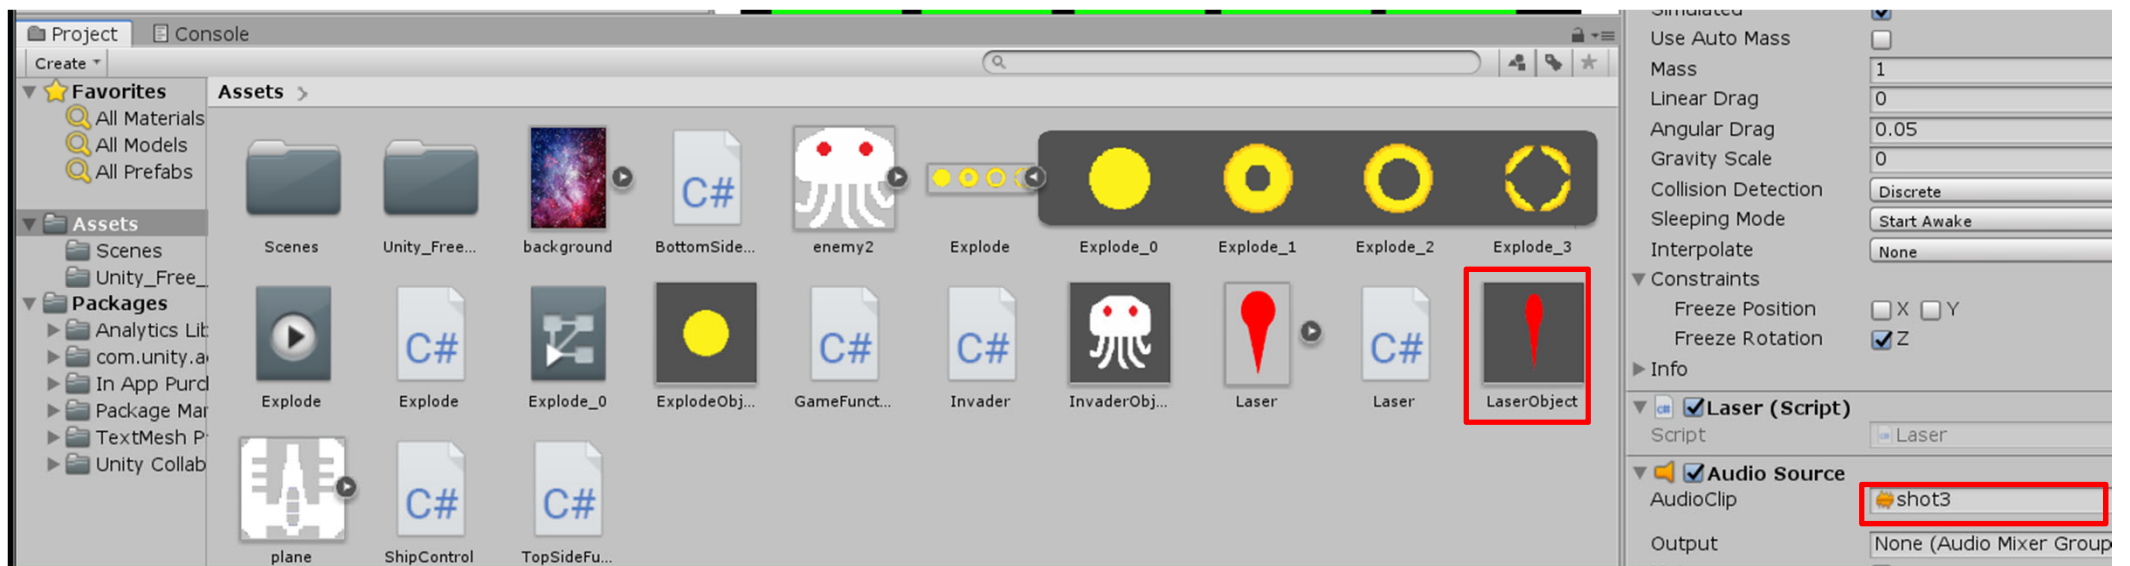 Project
Console
Create
Favorites
All Materials
All Models
All Prefabs
Assets
Scenes
Unity_Free_
Packages
Analytics Lib
com.unity.a
In App Purc
Package Mar
TextMesh P
Unity Collab
Assets >
Scenes
Unity_Free...
background
C#
BottomSide...
enemy2
Explode
Explode_0
Explode_1
Explode_2
Explode_3
Explode
C#
Explode
Explode_0
ExplodeObj...
C#
GameFunct...
C#
Invader
InvaderObj...
Laser
C#
Laser
LaserObject
plane
C#
ShipControl
C#
TopSideFu...
Simulated
Use Auto Mass
Mass 1
Linear Drag 0
Angular Drag 0.05
Gravity Scale 0
Collision Detection Discrete
Sleeping Mode Start Awake
Interpolate None
Constraints
Freeze Position X Y
Freeze Rotation Z
Info
Laser (Script)
Script Laser
Audio Source
AudioClip shot3
Output None (Audio Mixer Group